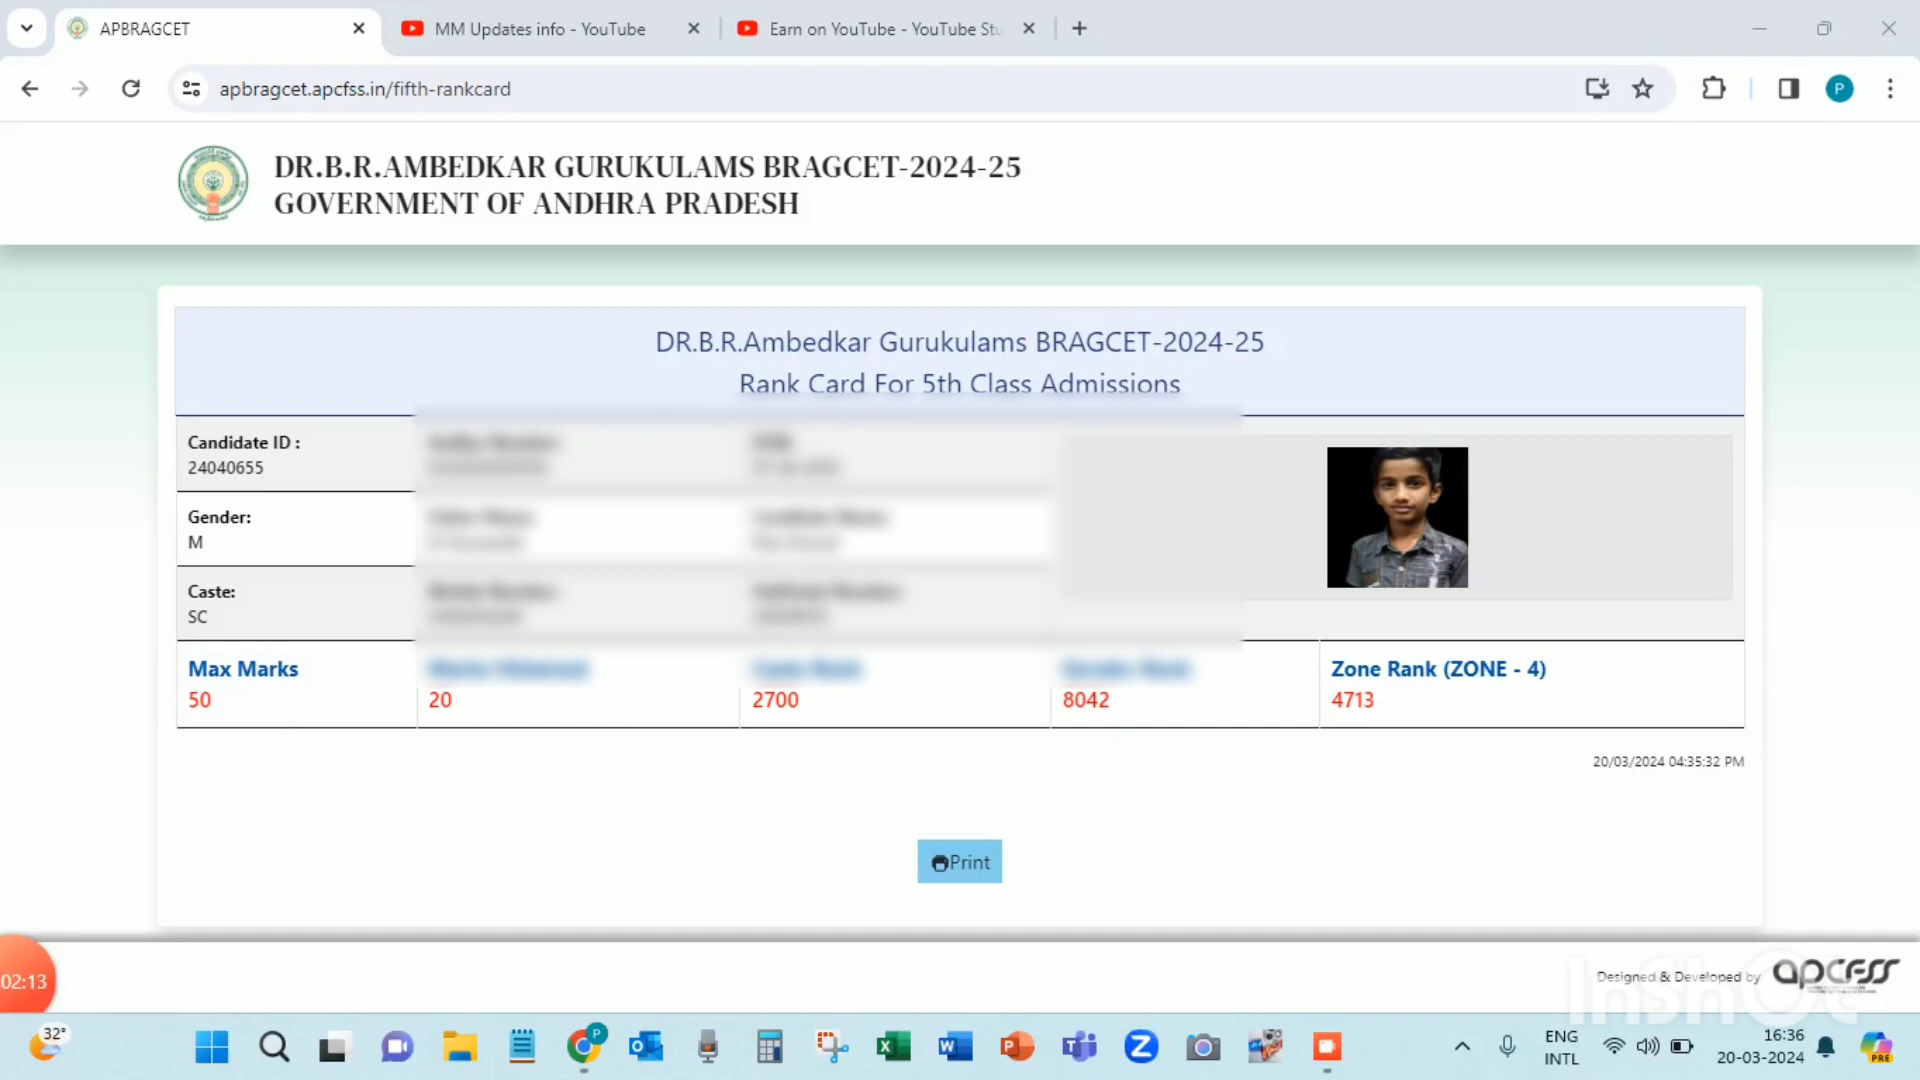 APBRAGCET
MM Updates info - YouTube
Earn on YouTube - YouTube Stu
apbragcet.apcfss.in/fifth-rankcard
P
DR.B.R.AMBEDKAR GURUKULAMS BRAGCET-2024-25
GOVERNMENT OF ANDHRA PRADESH
DR.B.R.Ambedkar Gurukulams BRAGCET-2024-25
Rank Card For 5th Class Admissions
Candidate ID :
24040655
Gender:
M
Caste:
SC
Max Marks
Zone Rank (ZONE - 4)
50 20 2700 8042 4713
20/03/2024 04:35:32 PM
Print
02:13
Designed & Developed by apcfss
InShOt
32°
P
ENG
INTL
16:36
20-03-2024
PRE